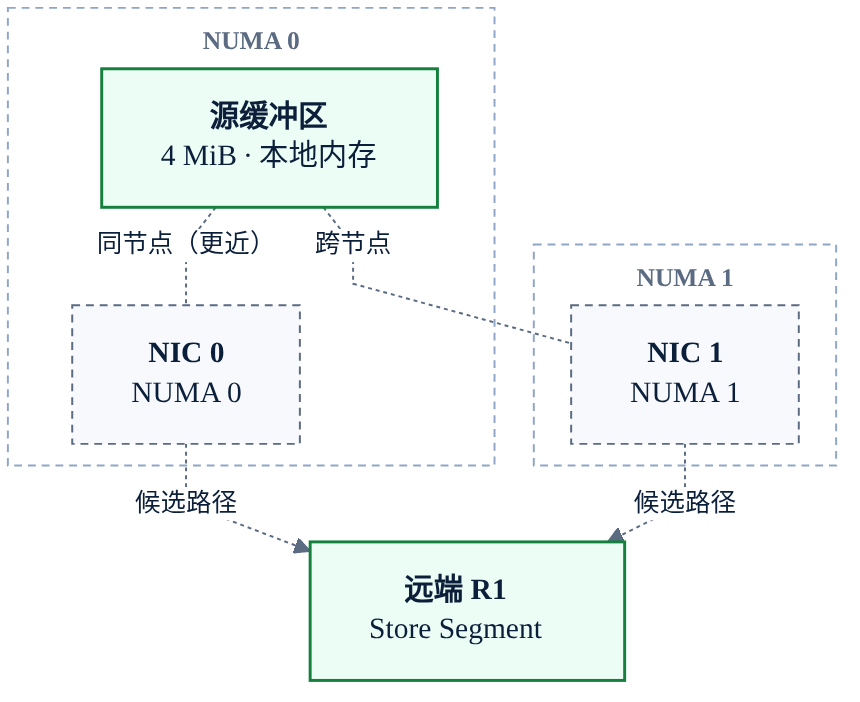 NUMA 0
源缓冲区
4 MiB · 本地内存
同节点（更近）
跨节点
NUMA 1
NIC 0
NUMA 0
NIC 1
NUMA 1
候选路径
候选路径
远端 R1
Store Segment